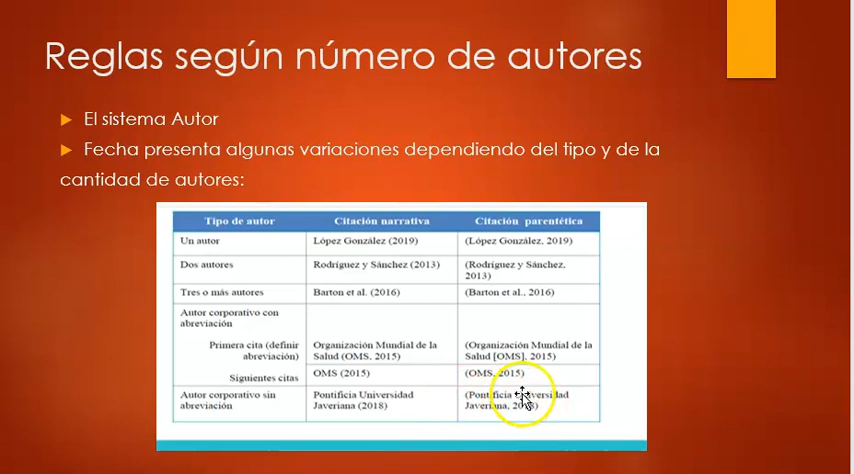 Reglas según número de autores
El sistema Autor
Fecha presenta algunas variaciones dependiendo del tipo y de la
cantidad de autores:
Tipo de autor Citación narrativa Citación parentética
Un autor López González (2019) (López González, 2019)
Dos autores Rodríguez y Sánchez (2013) (Rodríguez y Sánchez,
2013)
Tres o más autores Barton et al. (2016) (Barton et al., 2016)
Autor corporativo con
abreviación
Primera cita (definir Organización Mundial de la (Organización Mundial de la
abreviación) Salud (OMS, 2015) Salud [OMS], 2015)
Siguientes citas OMS (2015) (OMS, 2015)
Autor corporativo sin Pontificia Universidad (Pontificia Universidad
abreviación Javeriana (2018) Javeriana, 2018)